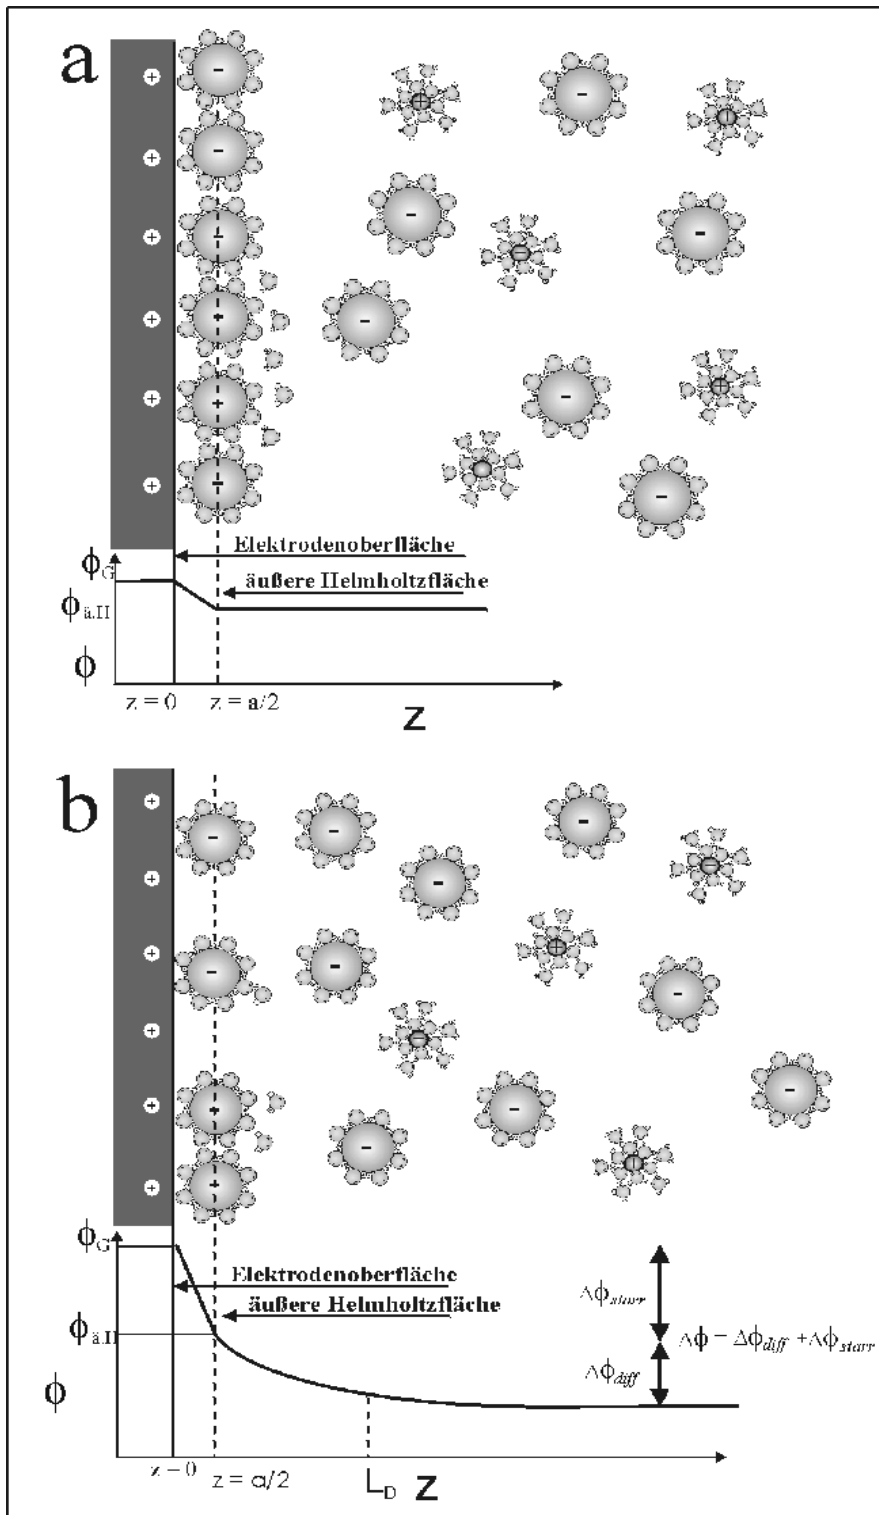 a
Elektrodenoberfläche
ϕG
äußere Helmholtzfläche
ϕä.H
ϕ
z = 0
z = a/2
z
b
ϕG
Elektrodenoberfläche
äußere Helmholtzfläche
Δϕstarr
ϕä.H
Δϕ = Δϕdiff + Δϕstarr
Δϕdiff
ϕ
z = 0
z = a/2
LD
z